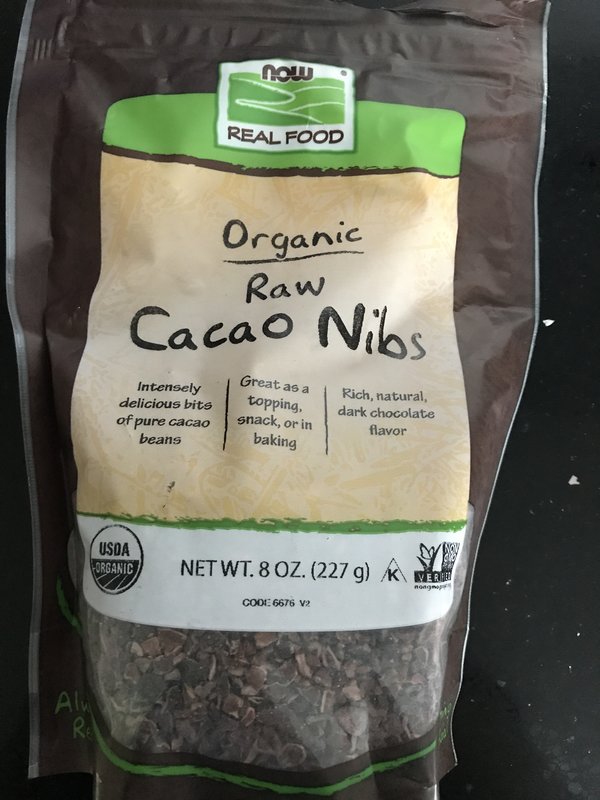 NOW
REAL FOOD
Organic
Raw
Cacao Nibs
Intensely
delicious bits
of pure cacao
beans
Great as a
topping,
snack, or in
baking
Rich, natural,
dark chocolate
flavor
USDA
ORGANIC
NET WT. 8 OZ. (227 g)
K
CODE 6676 V2